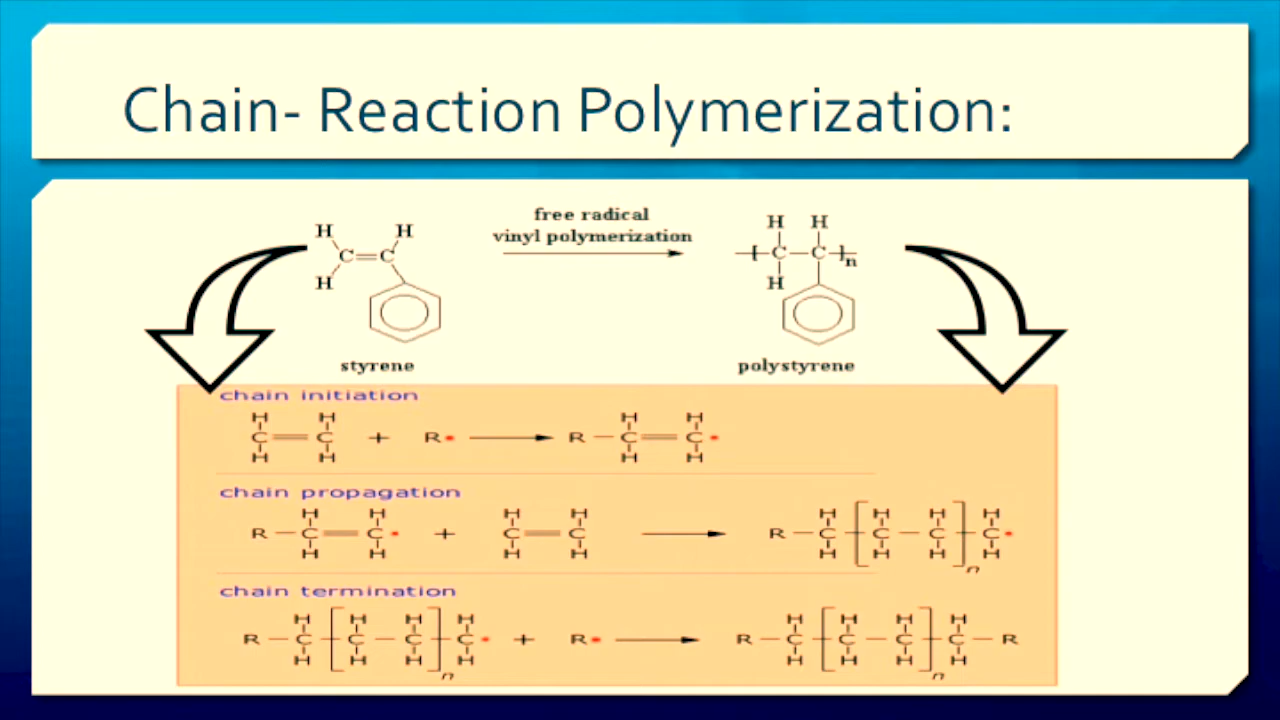 Chain- Reaction Polymerization:
free radical
vinyl polymerization
H H H H
C=C —[C—C—]n
H H
styrene polystyrene
chain initiation
H H H H
C=C + R• → R—C=C•
H H H H
chain propagation
H H H H H H H H
R—C=C• + C=C → R—C—[C—C]—C•
H H H H H H H H
n
chain termination
H H H H H H H H
R—C—[C—C]—C• + R• → R—C—[C—C]—C—R
H H H H H H H H
n n